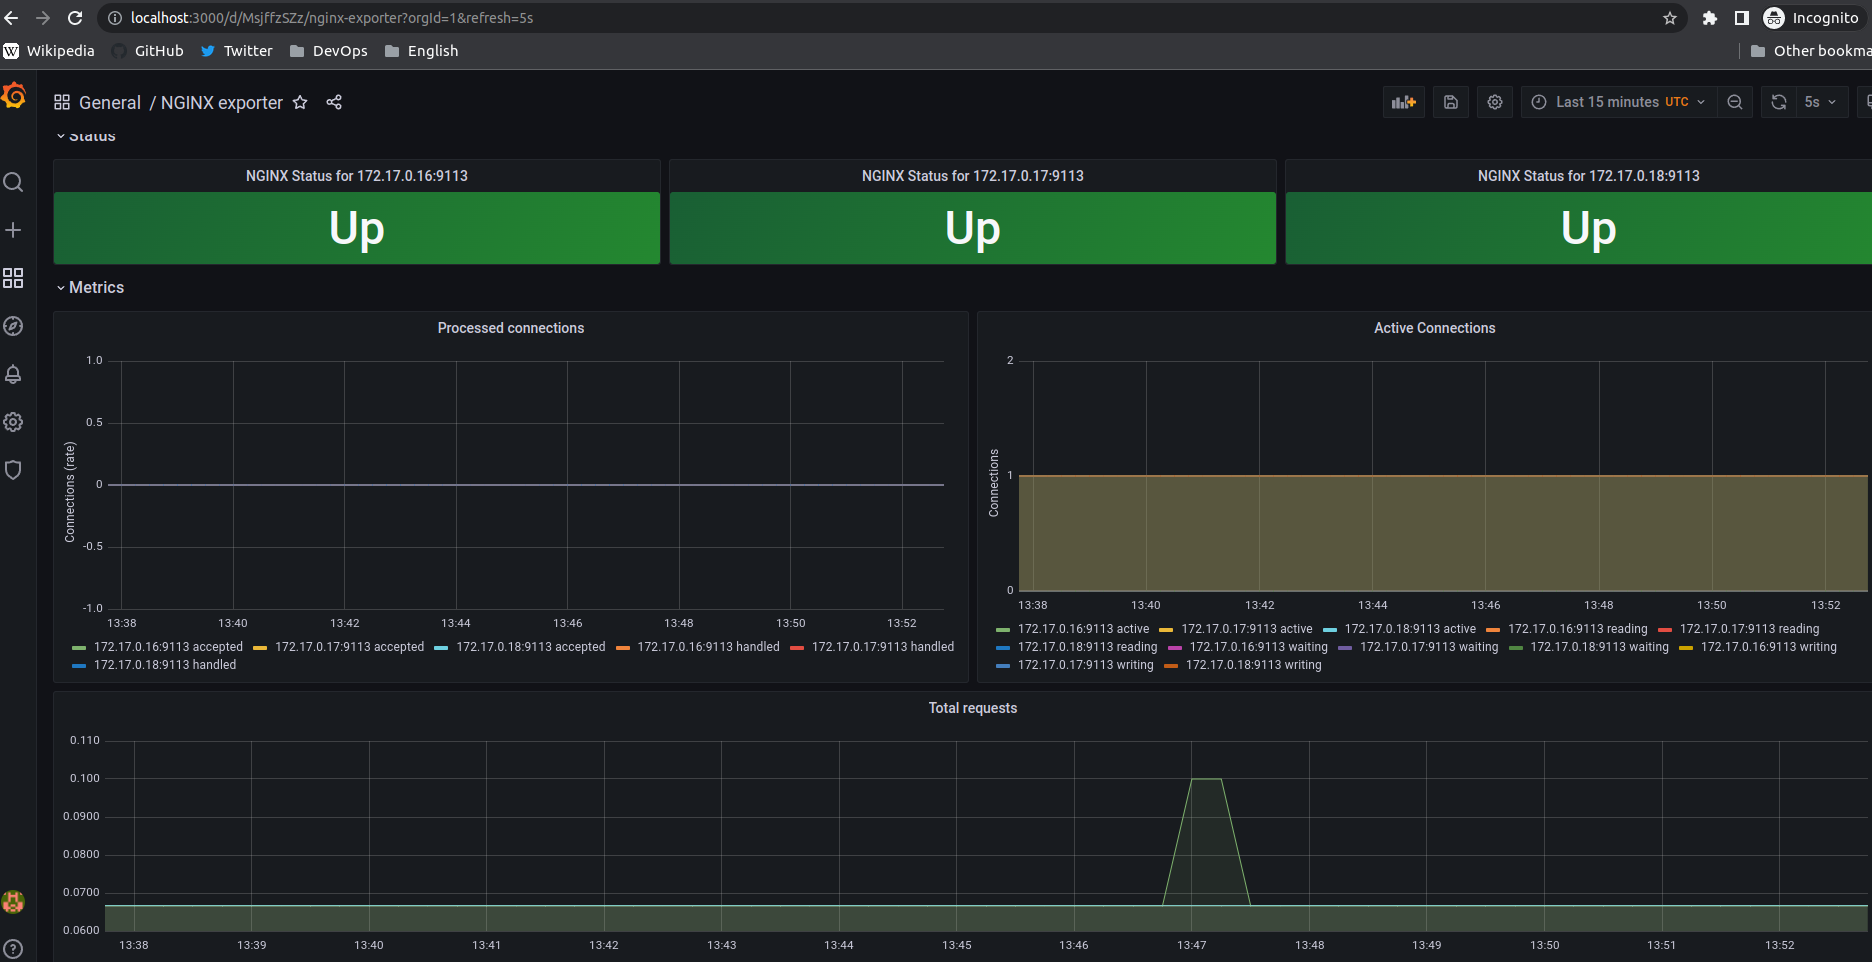 localhost:3000/d/MsjffzSZz/nginx-exporter?orgId=1&refresh=5s Incognito
W Wikipedia GitHub Twitter DevOps English Other bookma
General / NGINX exporter Last 15 minutes UTC 5s
Status
NGINX Status for 172.17.0.16:9113 NGINX Status for 172.17.0.17:9113 NGINX Status for 172.17.0.18:9113
Up Up Up
Metrics
Processed connections
1.0
0.5
0
-0.5
-1.0
Connections (rate)
13:38 13:40 13:42 13:44 13:46 13:48 13:50 13:52
172.17.0.16:9113 accepted 172.17.0.17:9113 accepted 172.17.0.18:9113 accepted 172.17.0.16:9113 handled 172.17.0.17:9113 handled
172.17.0.18:9113 handled
Active Connections
2
1
0
Connections
13:38 13:40 13:42 13:44 13:46 13:48 13:50 13:52
172.17.0.16:9113 active 172.17.0.17:9113 active 172.17.0.18:9113 active 172.17.0.16:9113 reading 172.17.0.17:9113 reading
172.17.0.18:9113 reading 172.17.0.16:9113 waiting 172.17.0.17:9113 waiting 172.17.0.18:9113 waiting 172.17.0.16:9113 writing
172.17.0.17:9113 writing 172.17.0.18:9113 writing
Total requests
0.110
0.100
0.0900
0.0800
0.0700
0.0600
13:38 13:39 13:40 13:41 13:42 13:43 13:44 13:45 13:46 13:47 13:48 13:49 13:50 13:51 13:52